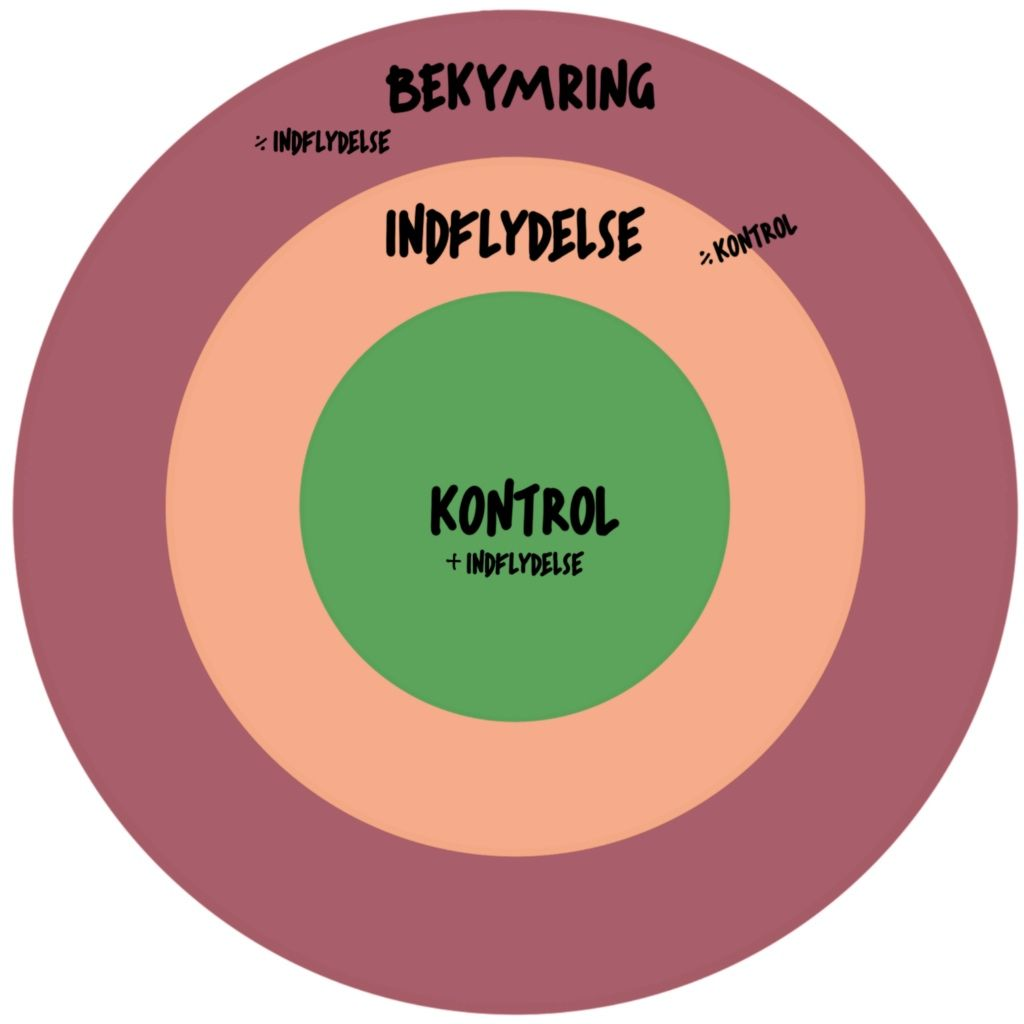 BEKYMRING
÷ INDFLYDELSE
INDFLYDELSE
÷ KONTROL
KONTROL
+ INDFLYDELSE